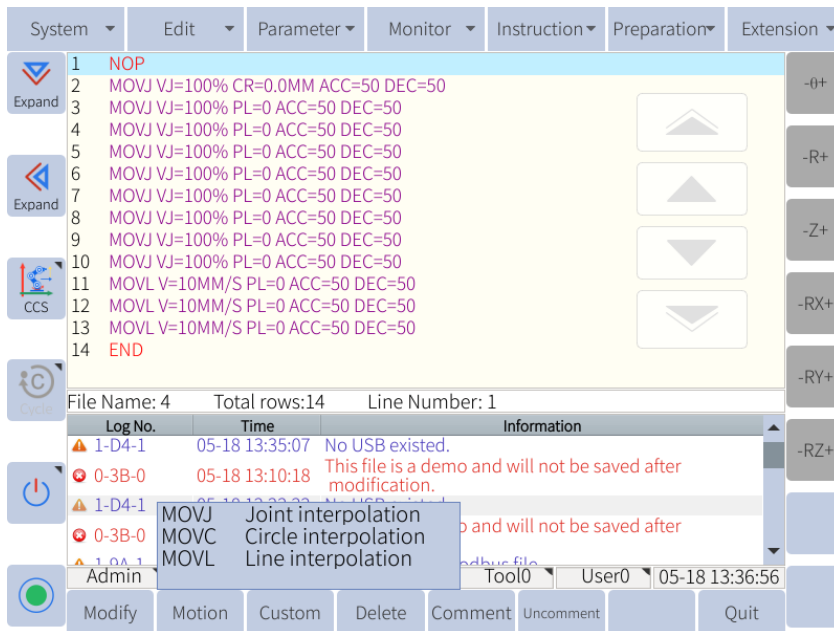 System Edit Parameter Monitor Instruction Preparation Extension
Expand
Expand
CCS
Cycle
1 NOP
2 MOVJ VJ=100% CR=0.0MM ACC=50 DEC=50
3 MOVJ VJ=100% PL=0 ACC=50 DEC=50
4 MOVJ VJ=100% PL=0 ACC=50 DEC=50
5 MOVJ VJ=100% PL=0 ACC=50 DEC=50
6 MOVJ VJ=100% PL=0 ACC=50 DEC=50
7 MOVJ VJ=100% PL=0 ACC=50 DEC=50
8 MOVJ VJ=100% PL=0 ACC=50 DEC=50
9 MOVJ VJ=100% PL=0 ACC=50 DEC=50
10 MOVJ VJ=100% PL=0 ACC=50 DEC=50
11 MOVL V=10MM/S PL=0 ACC=50 DEC=50
12 MOVL V=10MM/S PL=0 ACC=50 DEC=50
13 MOVL V=10MM/S PL=0 ACC=50 DEC=50
14 END
-θ+
-R+
-Z+
-RX+
-RY+
-RZ+
File Name: 4 Total rows:14 Line Number: 1
Log No. Time Information
1-D4-1 05-18 13:35:07 No USB existed.
0-3B-0 05-18 13:10:18 This file is a demo and will not be saved after
modification.
1-D4-1
0-3B-0 and will not be saved after
1-9A-1 file
MOVJ Joint interpolation
MOVC Circle interpolation
MOVL Line interpolation
Admin Tool0 User0 05-18 13:36:56
Modify Motion Custom Delete Comment Uncomment Quit